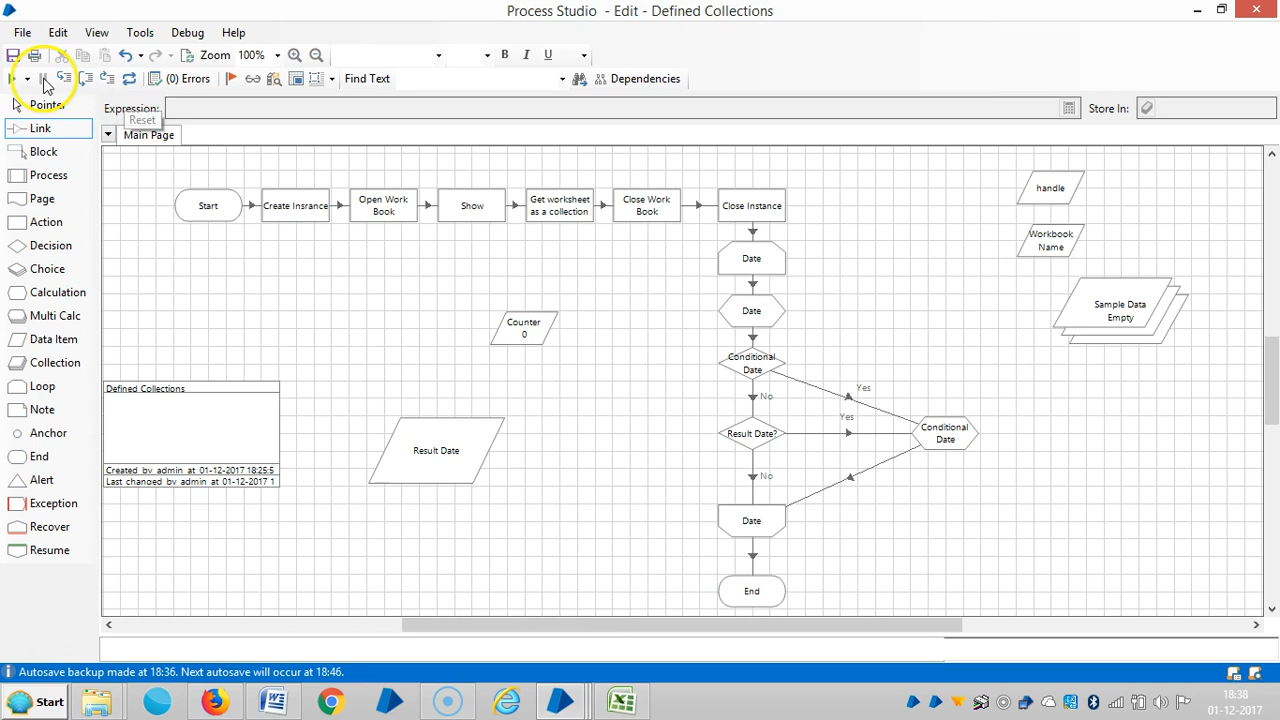 Process Studio - Edit - Defined Collections
File Edit View Tools Debug Help
Zoom 100% B I U
(0) Errors Find Text Dependencies
Pointer
Expression: Store In:
Reset
Link
Main Page
Block
Process
Page
Action
Decision
Choice
Calculation
Multi Calc
Data Item
Collection
Loop
Note
Anchor
End
Alert
Exception
Recover
Resume
Start
Create Insrance
Open Work
Book
Show
Get worksheet
as a collection
Close Work
Book
Close Instance
handle
Workbook
Name
Date
Sample Data
Empty
Date
Counter
0
Conditional
Date
Yes
No
Defined Collections
Yes
Result Date?
Conditional
Date
Result Date
Created by admin at 01-12-2017 18:25:5
Last changed by admin at 01-12-2017 1
No
Date
End
Autosave backup made at 18:36. Next autosave will occur at 18:46.
Start
18:38
01-12-2017